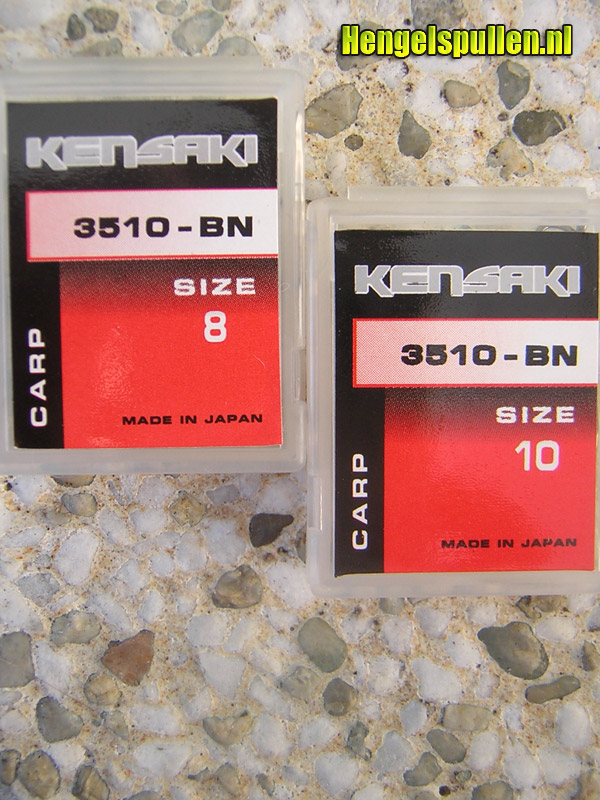 Hengelspullen.nl
KENSAKI
3510-BN
SIZE
8
CARP
MADE IN JAPAN
KENSAKI
3510-BN
SIZE
10
CARP
MADE IN JAPAN